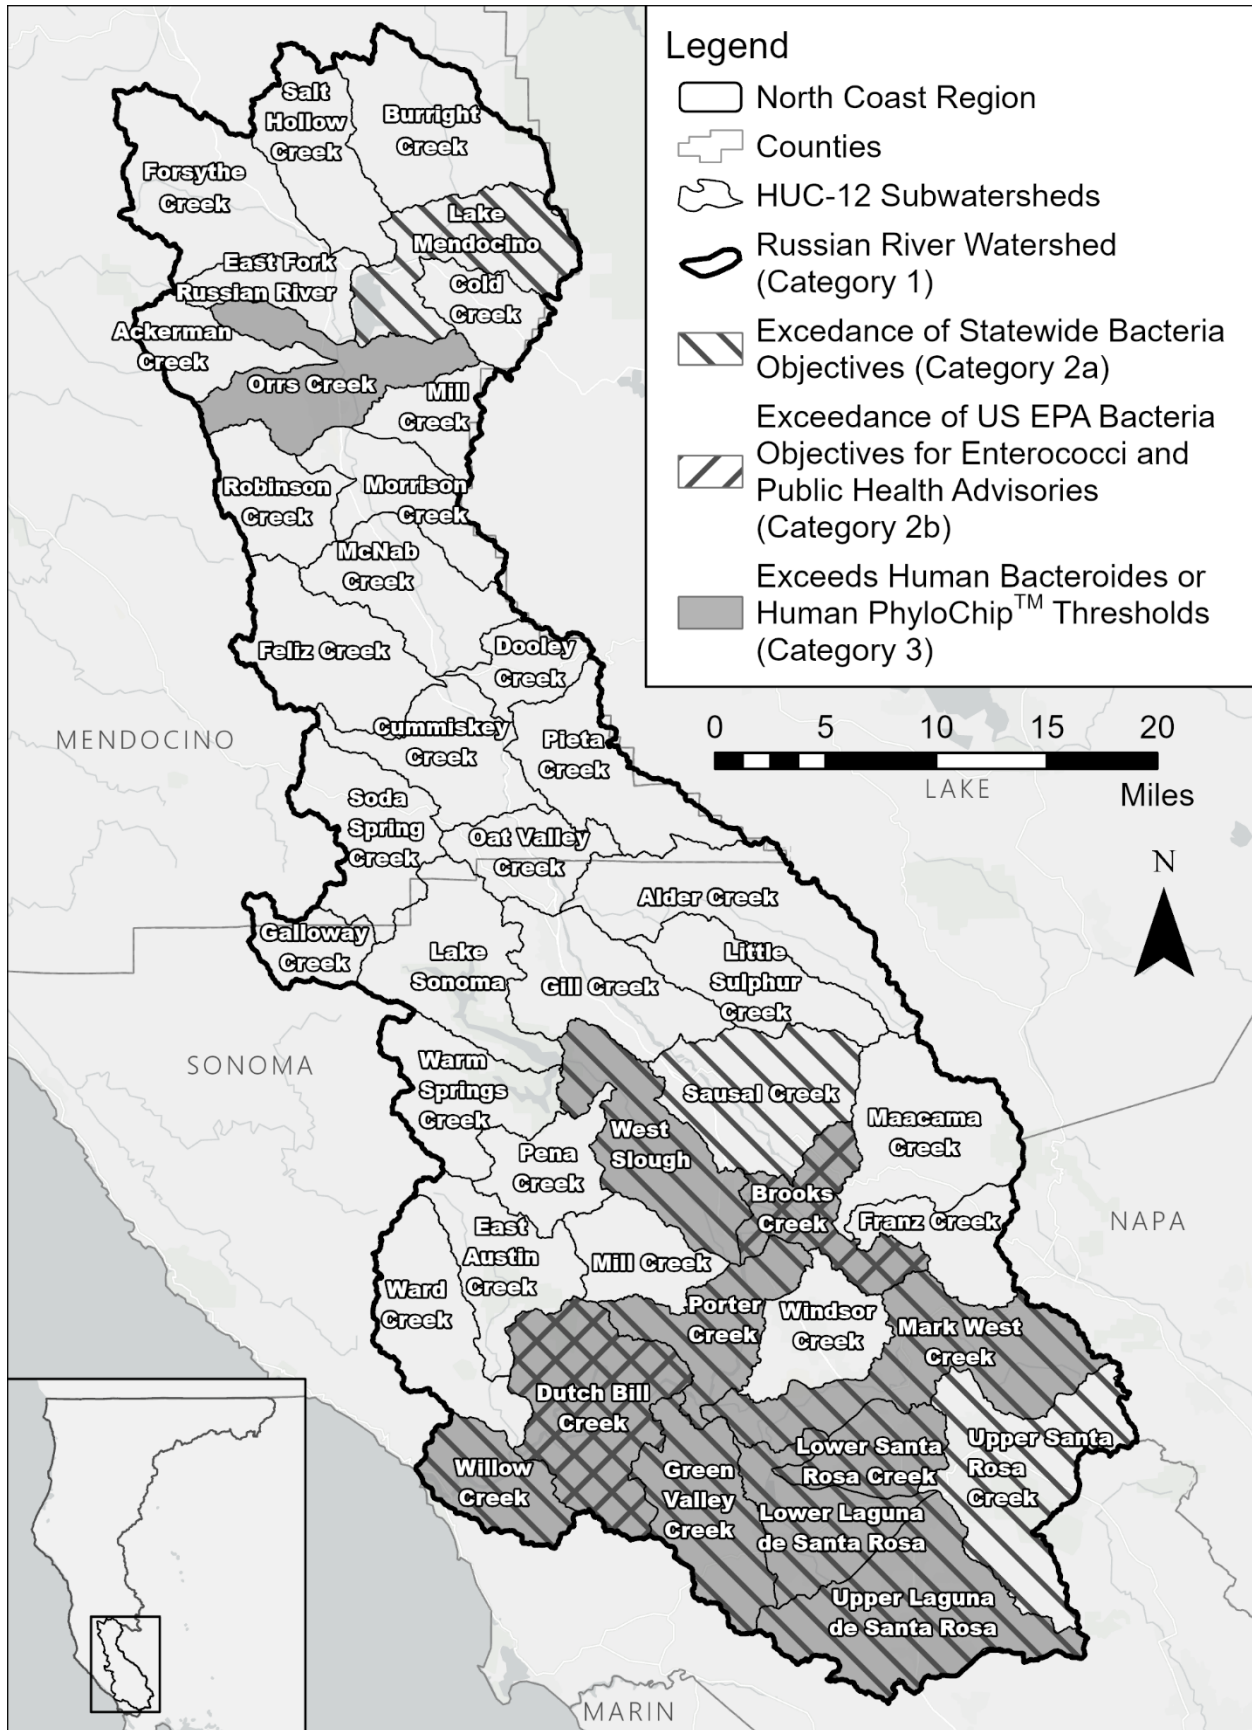 Legend
North Coast Region
Counties
HUC-12 Subwatersheds
Russian River Watershed
(Category 1)
Excedance of Statewide Bacteria
Objectives (Category 2a)
Exceedance of US EPA Bacteria
Objectives for Enterococci and
Public Health Advisories
(Category 2b)
Exceeds Human Bacteroides or
Human PhyloChip™ Thresholds
(Category 3)
0 5 10 15 20
Miles
N
Salt
Hollow
Creek
Burright
Creek
Forsythe
Creek
Lake
Mendocino
East Fork
Russian River
Cold
Creek
Ackerman
Creek
Orrs Creek
Mill
Creek
Robinson
Creek
Morrison
Creek
McNab
Creek
Feliz Creek
Dooley
Creek
Cummiskey
Creek
Pieta
Creek
MENDOCINO
LAKE
Soda
Spring
Creek
Oat Valley
Creek
Alder Creek
Galloway
Creek
Lake
Sonoma
Gill Creek
Little
Sulphur
Creek
SONOMA
Warm
Springs
Creek
Sausal Creek
Maacama
Creek
West
Slough
Pena
Creek
Brooks
Creek
Franz Creek
NAPA
East
Austin
Creek
Mill Creek
Ward
Creek
Porter
Creek
Windsor
Creek
Mark West
Creek
Dutch Bill
Creek
Willow
Creek
Green
Valley
Creek
Lower Santa
Rosa Creek
Upper Santa
Rosa
Creek
Lower Laguna
de Santa Rosa
Upper Laguna
de Santa Rosa
MARIN